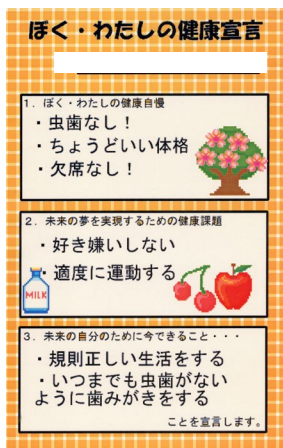 ぼく・わたしの健康宣言
1．ぼく・わたしの健康自慢
・虫歯なし！
・ちょうどいい体格
・欠席なし！
2．未来の夢を実現するための健康課題
・好き嫌いしない
・適度に運動する
MILK
3．未来の自分のために今できること・・・
・規則正しい生活をする
・いつまでも虫歯がない
ように歯みがきをする
ことを宣言します。